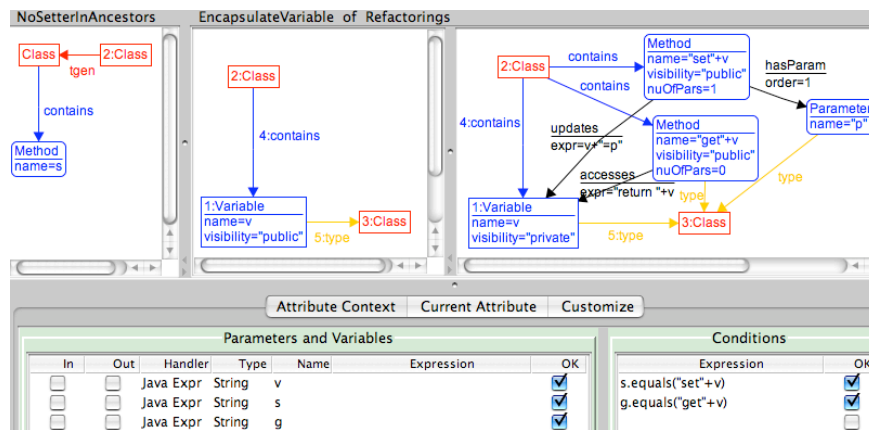 NoSetterInAncestors
EncapsulateVariable of Refactorings
Class
2:Class
tgen
contains
Method
name=s
2:Class
4:contains
1:Variable
name=v
visibility="public"
5:type
3:Class
2:Class
contains
contains
4:contains
Method
name="set"+v
visibility="public"
nuOfPars=1
hasParam
order=1
Parameter
name="p"
updates
expr=v+"=p"
Method
name="get"+v
visibility="public"
nuOfPars=0
accesses
expr="return "+v
type
type
1:Variable
name=v
visibility="private"
5:type
3:Class
Attribute Context
Current Attribute
Customize
Parameters and Variables
Conditions
In Out Handler Type Name Expression OK
Expression OK
Java Expr String v
s.equals("set"+v)
Java Expr String s
g.equals("get"+v)
Java Expr String g